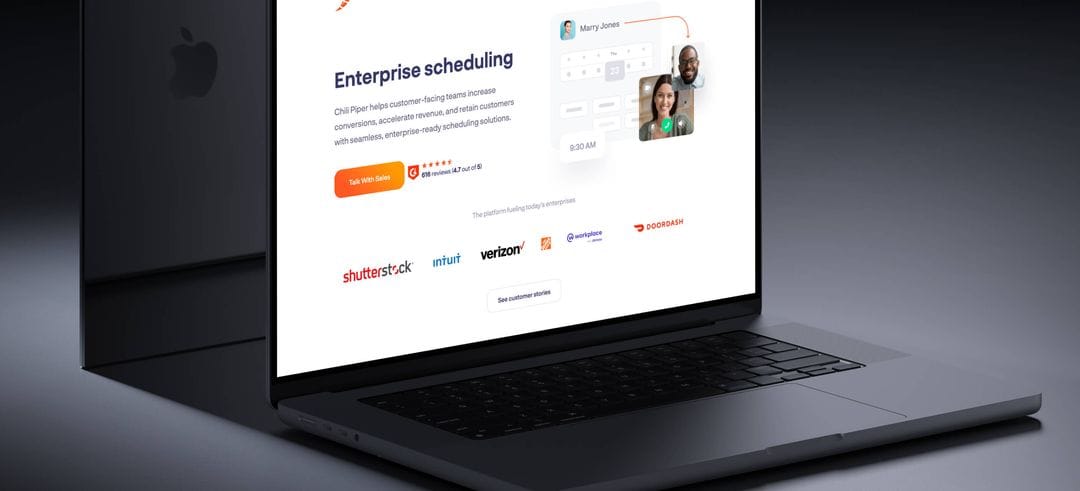 Marry Jones
Enterprise scheduling
Thu
23
Chili Piper helps customer-facing teams increase
conversions, accelerate revenue, and retain customers
with seamless, enterprise-ready scheduling solutions.
9:30 AM
Talk With Sales
616 reviews (4.7 out of 5)
The platform fueling today's enterprises
shutterstock
intuit
verizon
workplace
DOORDASH
See customer stories